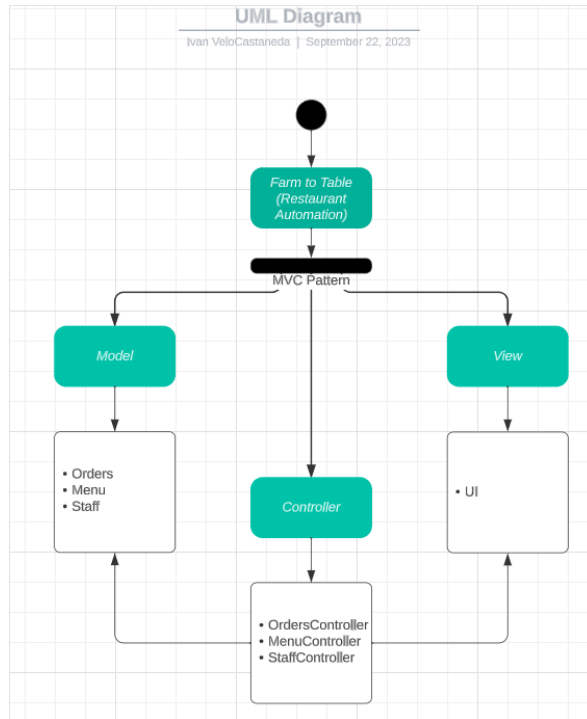 UML Diagram
Ivan VeloCastaneda | September 22, 2023
Farm to Table
(Restaurant
Automation)
MVC Pattern
Model
View
• Orders
• Menu
• Staff
• UI
Controller
• OrdersController
• MenuController
• StaffController